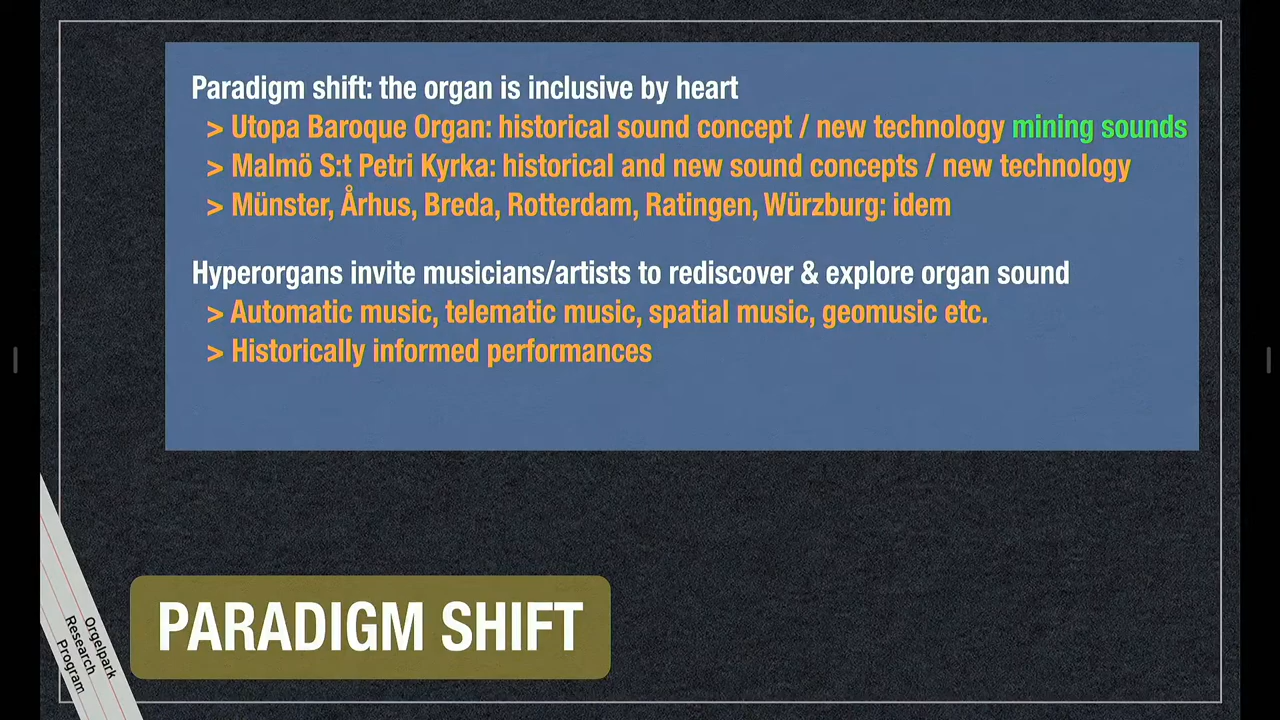 Paradigm shift: the organ is inclusive by heart
> Utopa Baroque Organ: historical sound concept / new technology mining sounds
> Malmö S:t Petri Kyrka: historical and new sound concepts / new technology
> Münster, Århus, Breda, Rotterdam, Ratingen, Würzburg: idem
Hyperorgans invite musicians/artists to rediscover & explore organ sound
> Automatic music, telematic music, spatial music, geomusic etc.
> Historically informed performances
PARADIGM SHIFT
Orgelpark
Research
Program